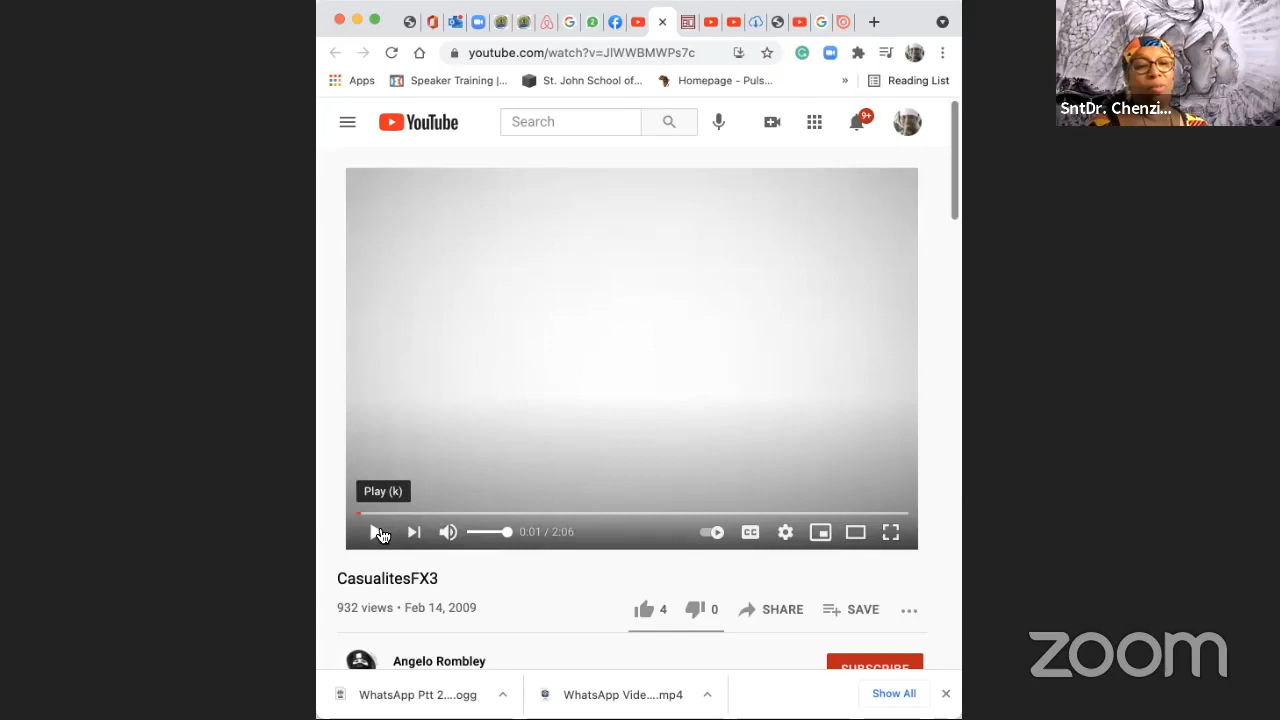 youtube.com/watch?v=JlWWBMWPs7c
Apps
Speaker Training |...
St. John School of...
Homepage - Puls...
»
Reading List
YouTube
Search
9+
SntDr. Chenzi...
Play (k)
0:01 / 2:06
CC
CasualitesFX3
932 views • Feb 14, 2009
4
0
SHARE
SAVE
Angelo Rombley
SUBSCRIBE
WhatsApp Ptt 2....ogg
WhatsApp Vide....mp4
Show All
zoom